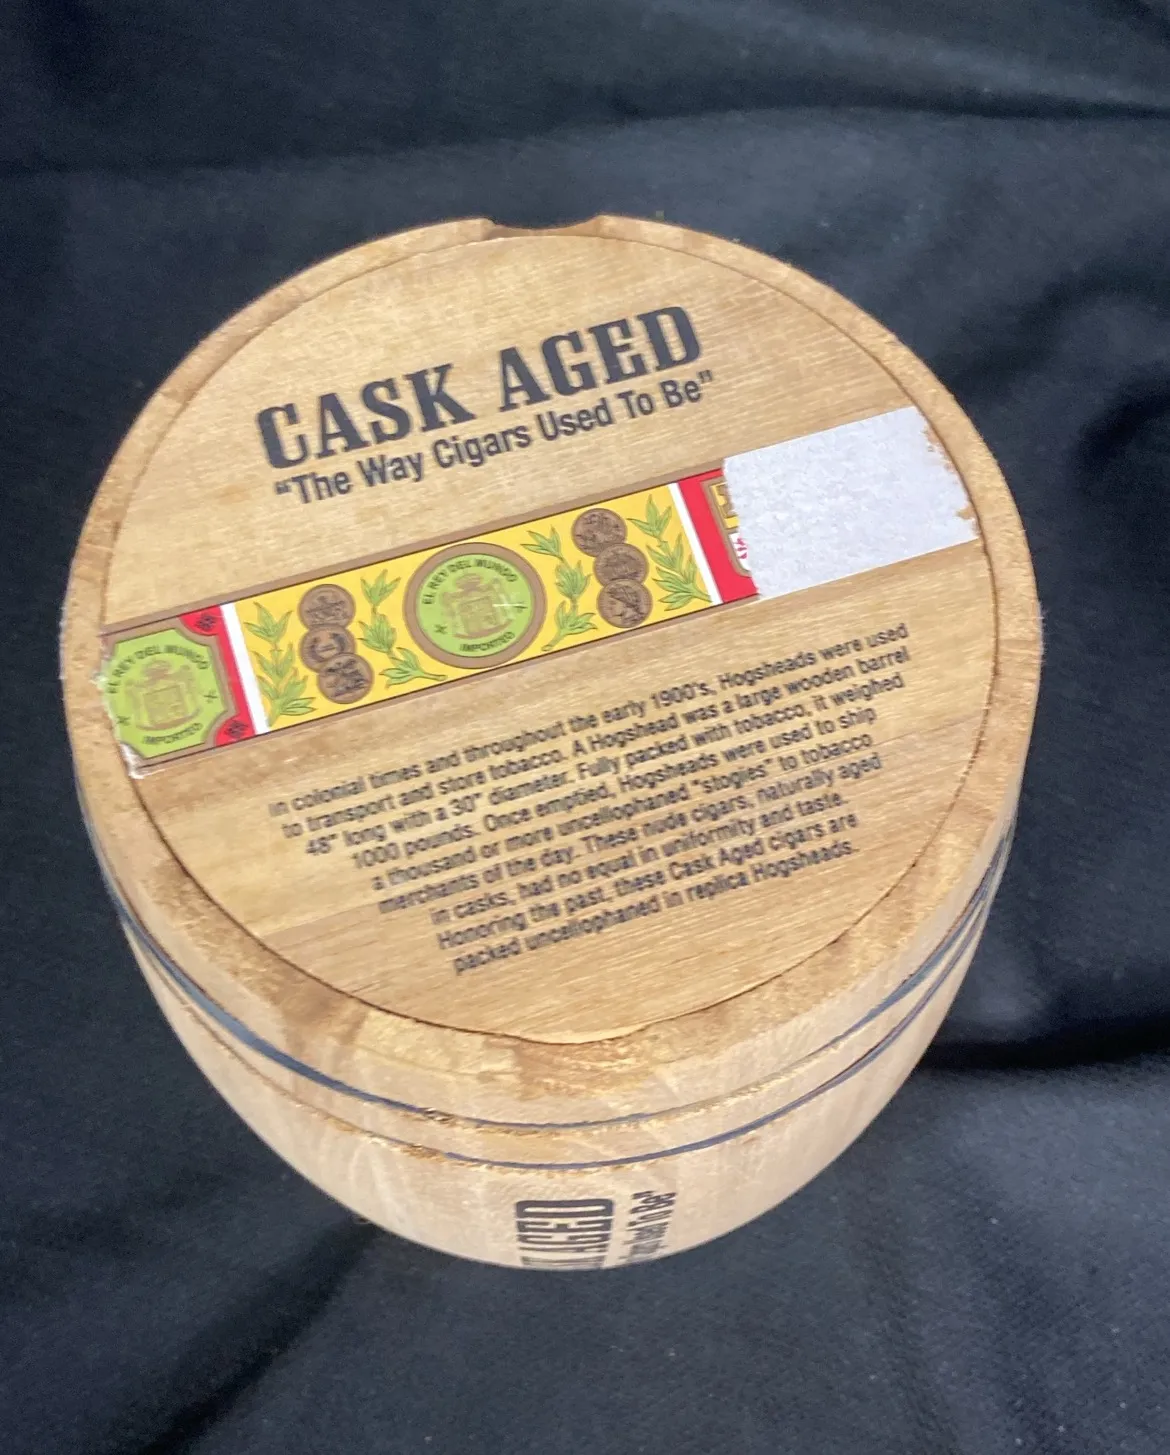 CASK AGED
"The Way Cigars Used To Be"
EL REY DEL MUNDO
IMPORTED
EL REY DEL MUNDO
IMPORTED
In colonial times and throughout the early 1900's, Hogsheads were used
to transport and store tobacco. A Hogshead was a large wooden barrel
48" long with a 30" diameter. Fully packed with tobacco, it weighed
1000 pounds. Once emptied, Hogsheads were used to ship
a thousand or more uncellophaned "stogies" to tobacco
merchants of the day. These nude cigars, naturally aged
in casks, had no equal in uniformity and taste.
Honoring the past, these Cask Aged cigars are
packed uncellophaned in replica Hogsheads.
AGED
Used To Be"